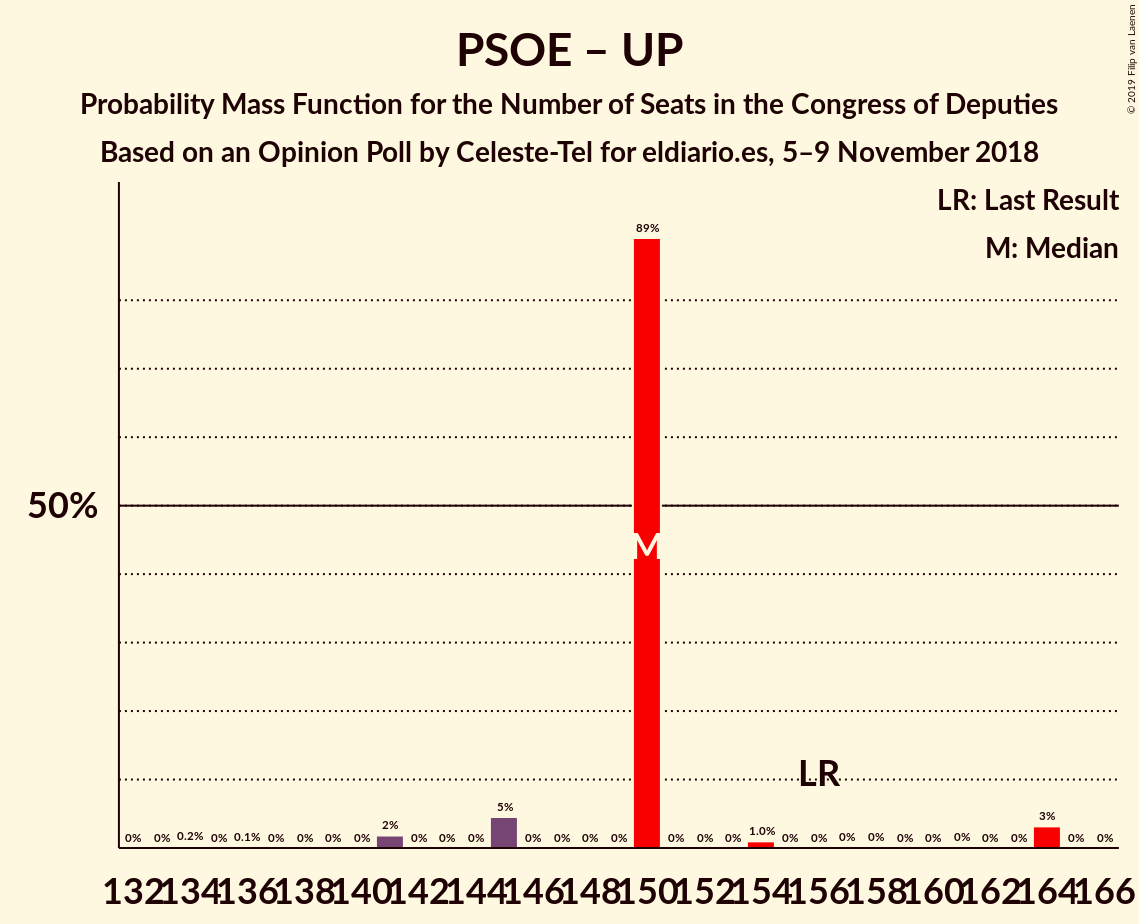 PSOE – UP
Probability Mass Function for the Number of Seats in the Congress of Deputies
Based on an Opinion Poll by Celeste-Tel for eldiario.es, 5–9 November 2018
© 2019 Filip van Laenen
LR: Last Result
M: Median
89%
50%
M
LR
0% 0% 0.2% 0% 0.1% 0% 0% 0% 0% 2% 0% 0% 0% 5% 0% 0% 0% 0% 0% 0% 0% 1.0% 0% 0% 0% 0% 0% 0% 0% 0% 0% 3% 0% 0%
132 134 136 138 140 142 144 146 148 150 152 154 156 158 160 162 164 166